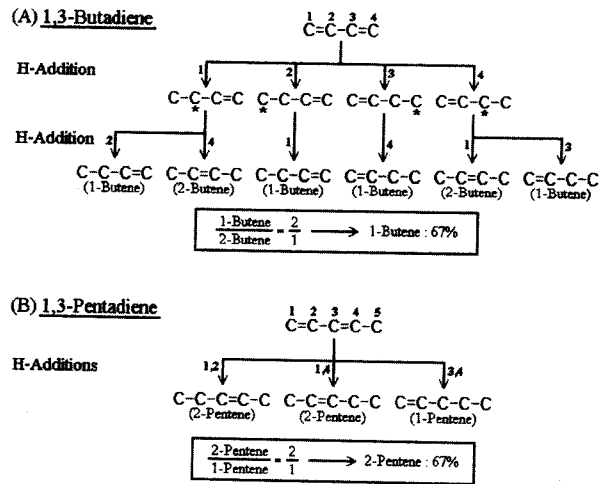 (A) 1,3-Butadiene
1 2 3 4
C=C-C=C
H-Addition
1 2 3 4
C-C-C=C C-C-C=C C=C-C-C C=C-C-C
* * * *
H-Addition
2 4 1 4 1 3
C-C-C=C C-C=C-C C-C-C=C C=C-C-C C-C=C-C C=C-C-C
(1-Butene) (2-Butene) (1-Butene) (1-Butene) (2-Butene) (1-Butene)
1-Butene / 2-Butene = 2 / 1 → 1-Butene : 67%
(B) 1,3-Pentadiene
1 2 3 4 5
C=C-C=C-C
H-Additions
1,2 1,4 3,4
C-C-C=C-C C-C=C-C-C C=C-C-C-C
(2-Pentene) (2-Pentene) (1-Pentene)
2-Pentene / 1-Pentene = 2 / 1 → 2-Pentene : 67%